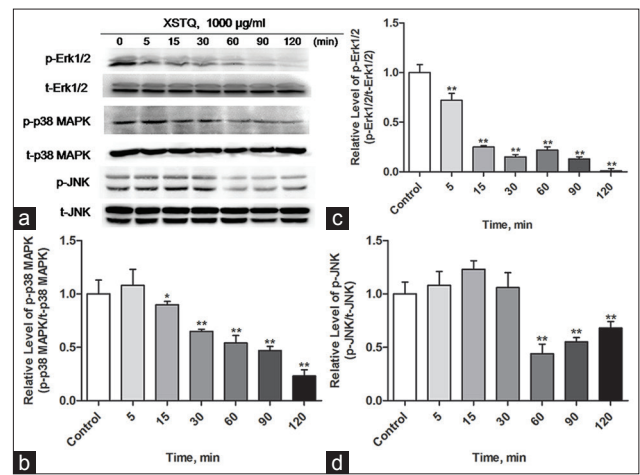 XSTQ, 1000 µg/ml
0 5 15 30 60 90 120 (min)
p-Erk1/2
t-Erk1/2
p-p38 MAPK
t-p38 MAPK
p-JNK
t-JNK
a
Relative Level of p-Erk1/2
(p-Erk1/2/t-Erk1/2)
1.5
1.0
0.5
0.0
** ** ** ** ** **
Control 5 15 30 60 90 120
Time, min
c
Relative Level of p-p38 MAPK
(p-p38 MAPK/t-p38 MAPK)
1.5
1.0
0.5
0.0
* ** ** ** **
Control 5 15 30 60 90 120
Time, min
b
Relative Level of p-JNK
(p-JNK/t-JNK)
1.5
1.0
0.5
0.0
** ** **
Control 5 15 30 60 90 120
Time, min
d